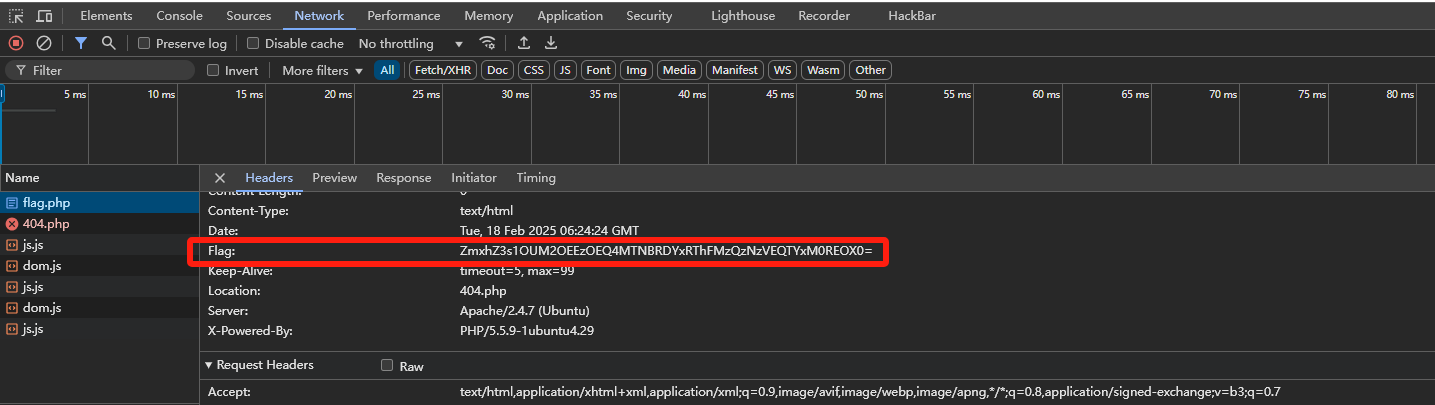 Elements Console Sources Network Performance Memory Application Security Lighthouse Recorder HackBar
Preserve log Disable cache No throttling
Filter Invert More filters All Fetch/XHR Doc CSS JS Font Img Media Manifest WS Wasm Other
5 ms 10 ms 15 ms 20 ms 25 ms 30 ms 35 ms 40 ms 45 ms 50 ms 55 ms 60 ms 65 ms 70 ms 75 ms 80 ms
Name Headers Preview Response Initiator Timing
flag.php
404.php
js.js
dom.js
js.js
dom.js
js.js
Content-Length: 0
Content-Type: text/html
Date: Tue, 18 Feb 2025 06:24:24 GMT
Flag: ZmxhZ3s1OUM2OEEzOEQ4MTNBRDYxRThFMzQzNzVEQTYxM0REOX0=
Keep-Alive: timeout=5, max=99
Location: 404.php
Server: Apache/2.4.7 (Ubuntu)
X-Powered-By: PHP/5.5.9-1ubuntu4.29
Request Headers Raw
Accept: text/html,application/xhtml+xml,application/xml;q=0.9,image/avif,image/webp,image/apng,*/*;q=0.8,application/signed-exchange;v=b3;q=0.7